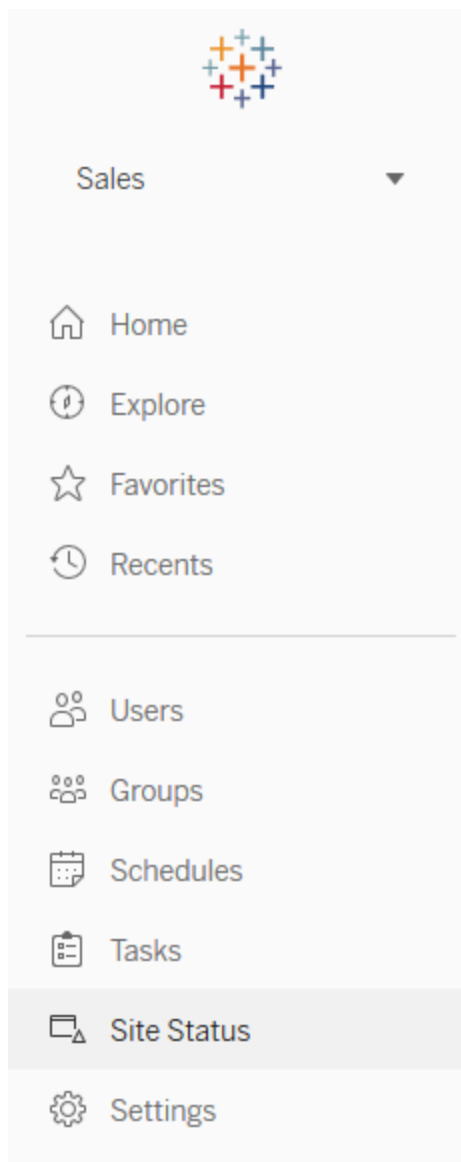 Sales
Home
Explore
Favorites
Recents
Users
Groups
Schedules
Tasks
Site Status
Settings